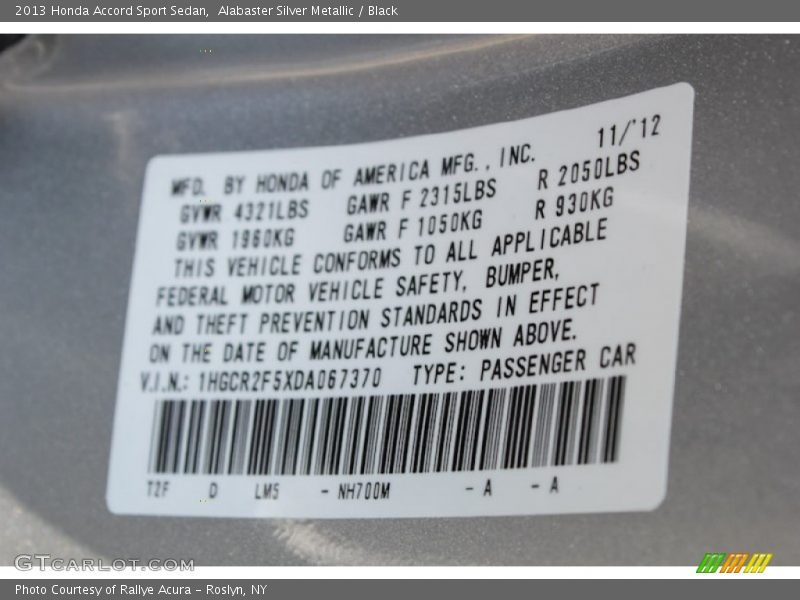 2013 Honda Accord Sport Sedan,  Alabaster Silver Metallic / Black
11/'12
MFD. BY HONDA OF AMERICA MFG., INC.
GVWR 4321LBS GAWR F 2315LBS R 2050LBS
GVWR 1960KG GAWR F 1050KG R 930KG
THIS VEHICLE CONFORMS TO ALL APPLICABLE
FEDERAL MOTOR VEHICLE SAFETY, BUMPER,
AND THEFT PREVENTION STANDARDS IN EFFECT
ON THE DATE OF MANUFACTURE SHOWN ABOVE.
V.I.N.: 1HGCR2F5XDA067370 TYPE: PASSENGER CAR
T2F D LM5 - NH700M - A - A
GTCARLOT.COM
Photo Courtesy of Rallye Acura – Roslyn, NY